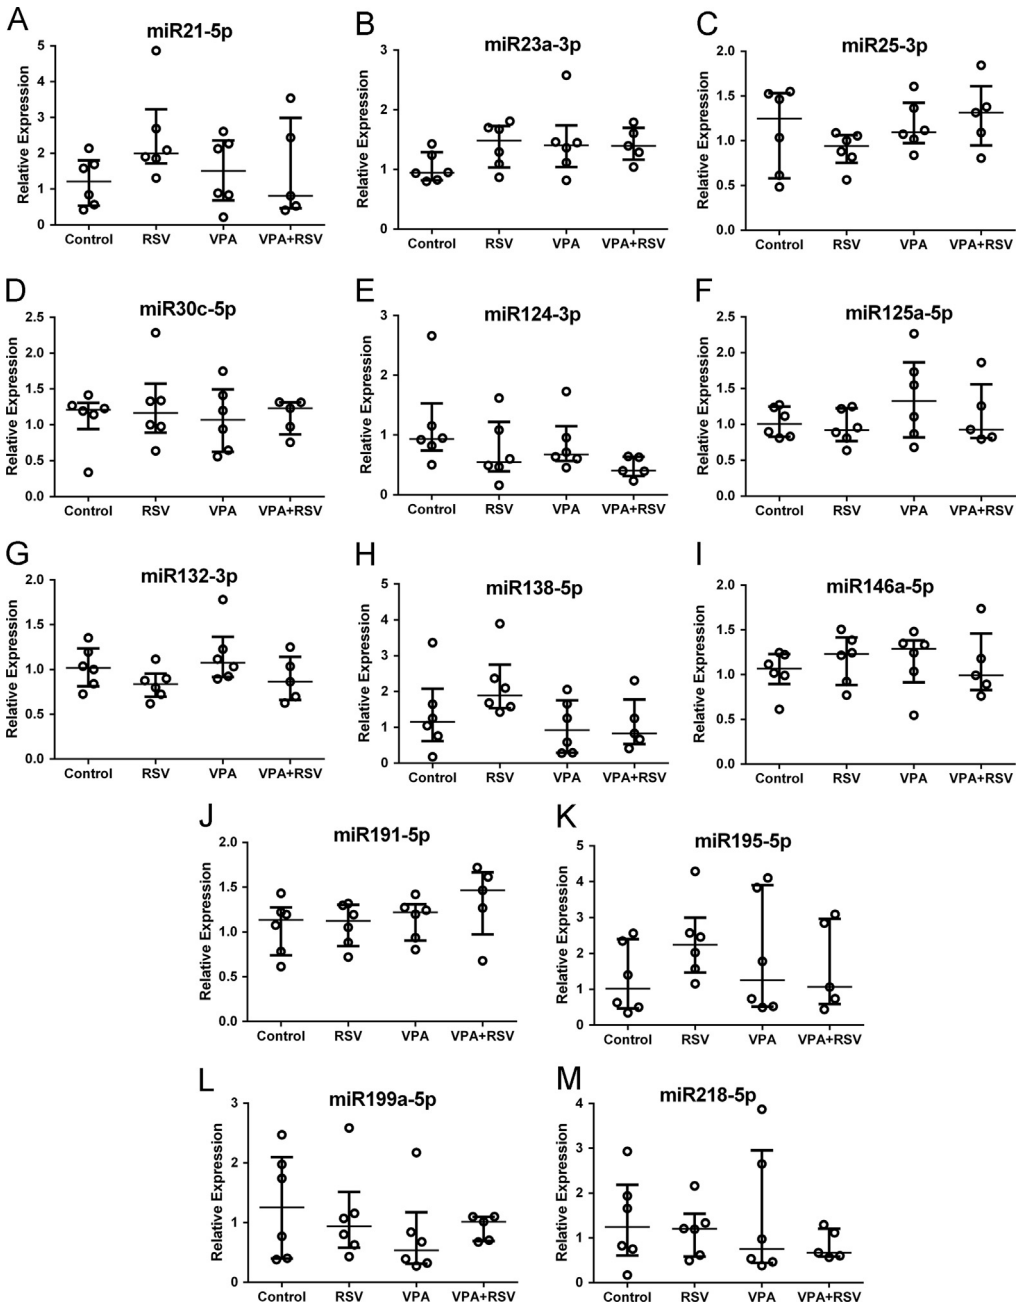 A
miR21-5p
Relative Expression
5
4
3
2
1
0
Control RSV VPA VPA+RSV
B
miR23a-3p
Relative Expression
3
2
1
0
Control RSV VPA VPA+RSV
C
miR25-3p
Relative Expression
2.0
1.5
1.0
0.5
0.0
Control RSV VPA VPA+RSV
D
miR30c-5p
Relative Expression
2.5
2.0
1.5
1.0
0.5
0.0
Control RSV VPA VPA+RSV
E
miR124-3p
Relative Expression
3
2
1
0
Control RSV VPA VPA+RSV
F
miR125a-5p
Relative Expression
2.5
2.0
1.5
1.0
0.5
0.0
Control RSV VPA VPA+RSV
G
miR132-3p
Relative Expression
2.0
1.5
1.0
0.5
0.0
Control RSV VPA VPA+RSV
H
miR138-5p
Relative Expression
5
4
3
2
1
0
Control RSV VPA VPA+RSV
I
miR146a-5p
Relative Expression
2.0
1.5
1.0
0.5
0.0
Control RSV VPA VPA+RSV
J
miR191-5p
Relative Expression
2.0
1.5
1.0
0.5
0.0
Control RSV VPA VPA+RSV
K
miR195-5p
Relative Expression
5
4
3
2
1
0
Control RSV VPA VPA+RSV
L
miR199a-5p
Relative Expression
3
2
1
0
Control RSV VPA VPA+RSV
M
miR218-5p
Relative Expression
4
3
2
1
0
Control RSV VPA VPA+RSV